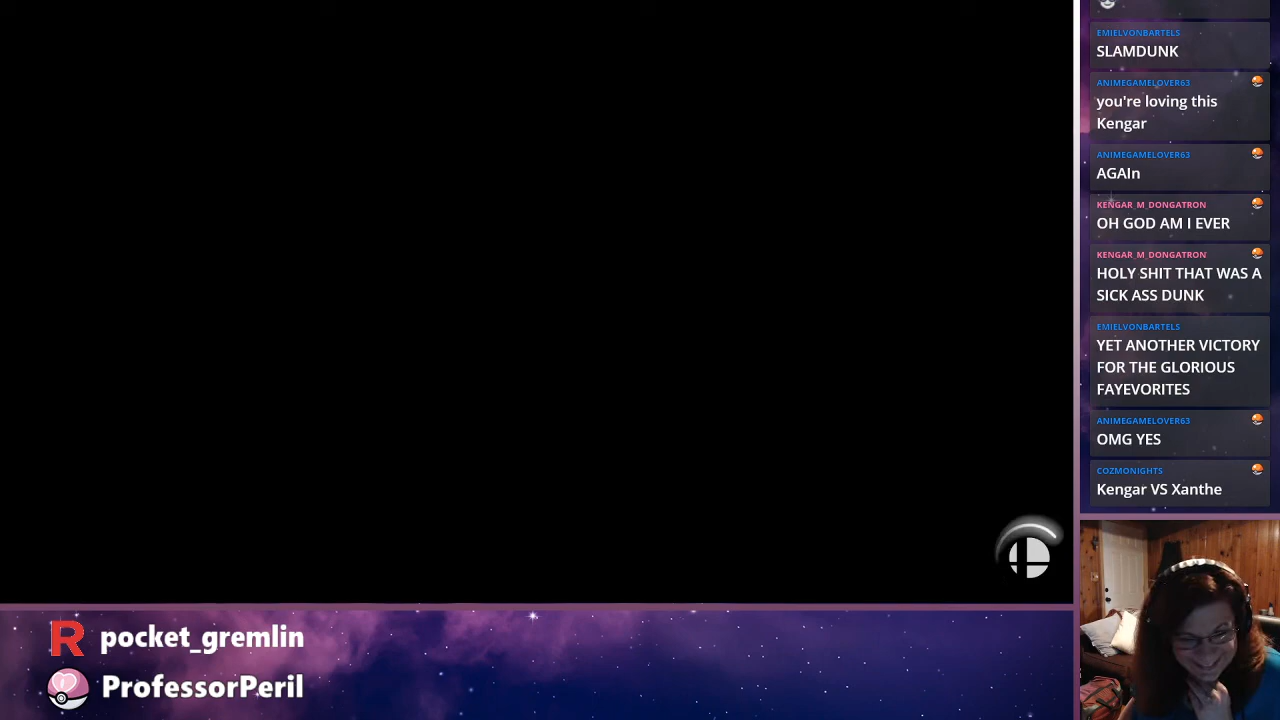 EMIELVONBARTELS
SLAMDUNK
ANIMEGAMELOVER63
you're loving this
Kengar
ANIMEGAMELOVER63
AGAIn
KENGAR_M_DONGATRON
OH GOD AM I EVER
KENGAR_M_DONGATRON
HOLY SHIT THAT WAS A
SICK ASS DUNK
EMIELVONBARTELS
YET ANOTHER VICTORY
FOR THE GLORIOUS
FAYEVORITES
ANIMEGAMELOVER63
OMG YES
COZMONIGHTS
Kengar VS Xanthe
R pocket_gremlin
ProfessorPeril